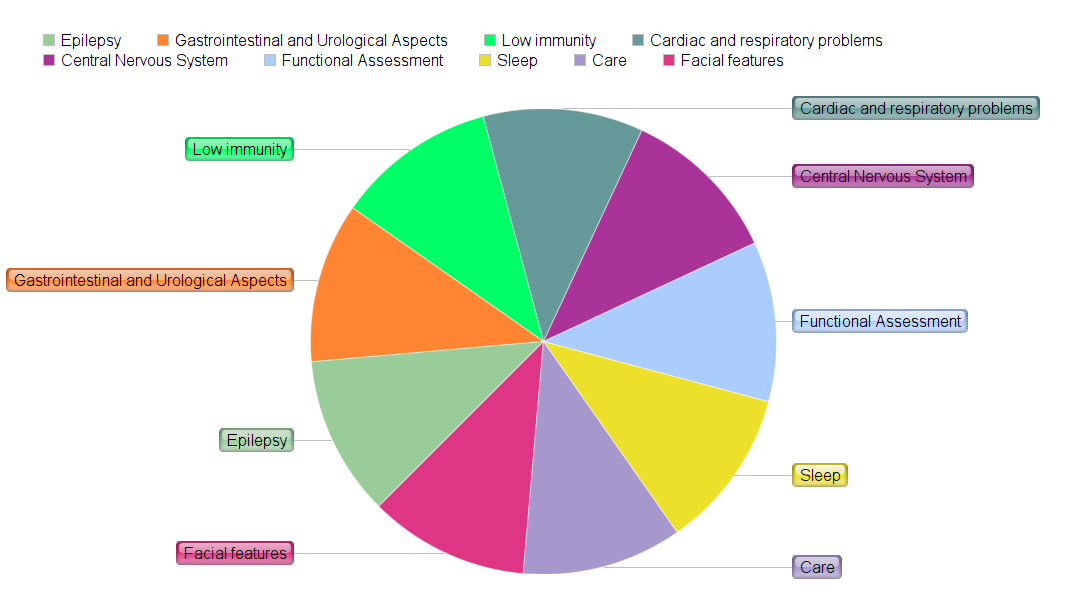 Epilepsy Gastrointestinal and Urological Aspects Low immunity Cardiac and respiratory problems
Central Nervous System Functional Assessment Sleep Care Facial features
Cardiac and respiratory problems
Low immunity
Central Nervous System
Gastrointestinal and Urological Aspects
Functional Assessment
Epilepsy
Sleep
Facial features
Care